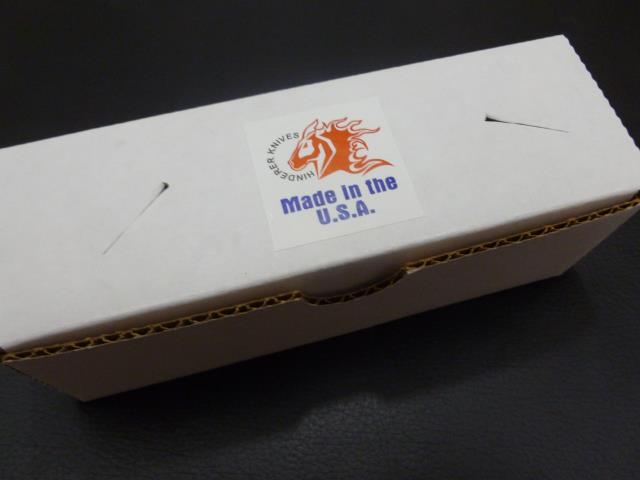 HINDERER KNIVES
Made in the
U.S.A.